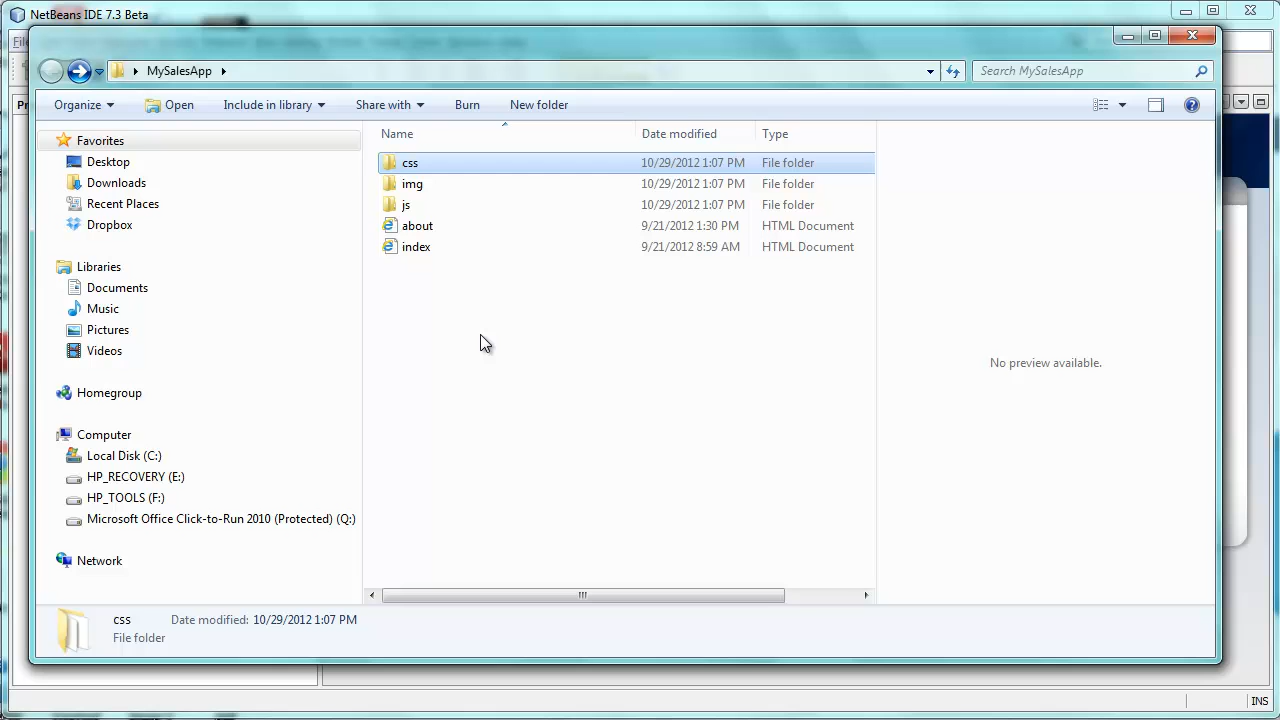 NetBeans IDE 7.3 Beta
MySalesApp
Search MySalesApp
Organize Open Include in library Share with Burn New folder
Name Date modified Type
Favorites
Desktop
Downloads
Recent Places
Dropbox
Libraries
Documents
Music
Pictures
Videos
Homegroup
Computer
Local Disk (C:)
HP_RECOVERY (E:)
HP_TOOLS (F:)
Microsoft Office Click-to-Run 2010 (Protected) (Q:)
Network
css 10/29/2012 1:07 PM File folder
img 10/29/2012 1:07 PM File folder
js 10/29/2012 1:07 PM File folder
about 9/21/2012 1:30 PM HTML Document
index 9/21/2012 8:59 AM HTML Document
No preview available.
css Date modified: 10/29/2012 1:07 PM
File folder
INS